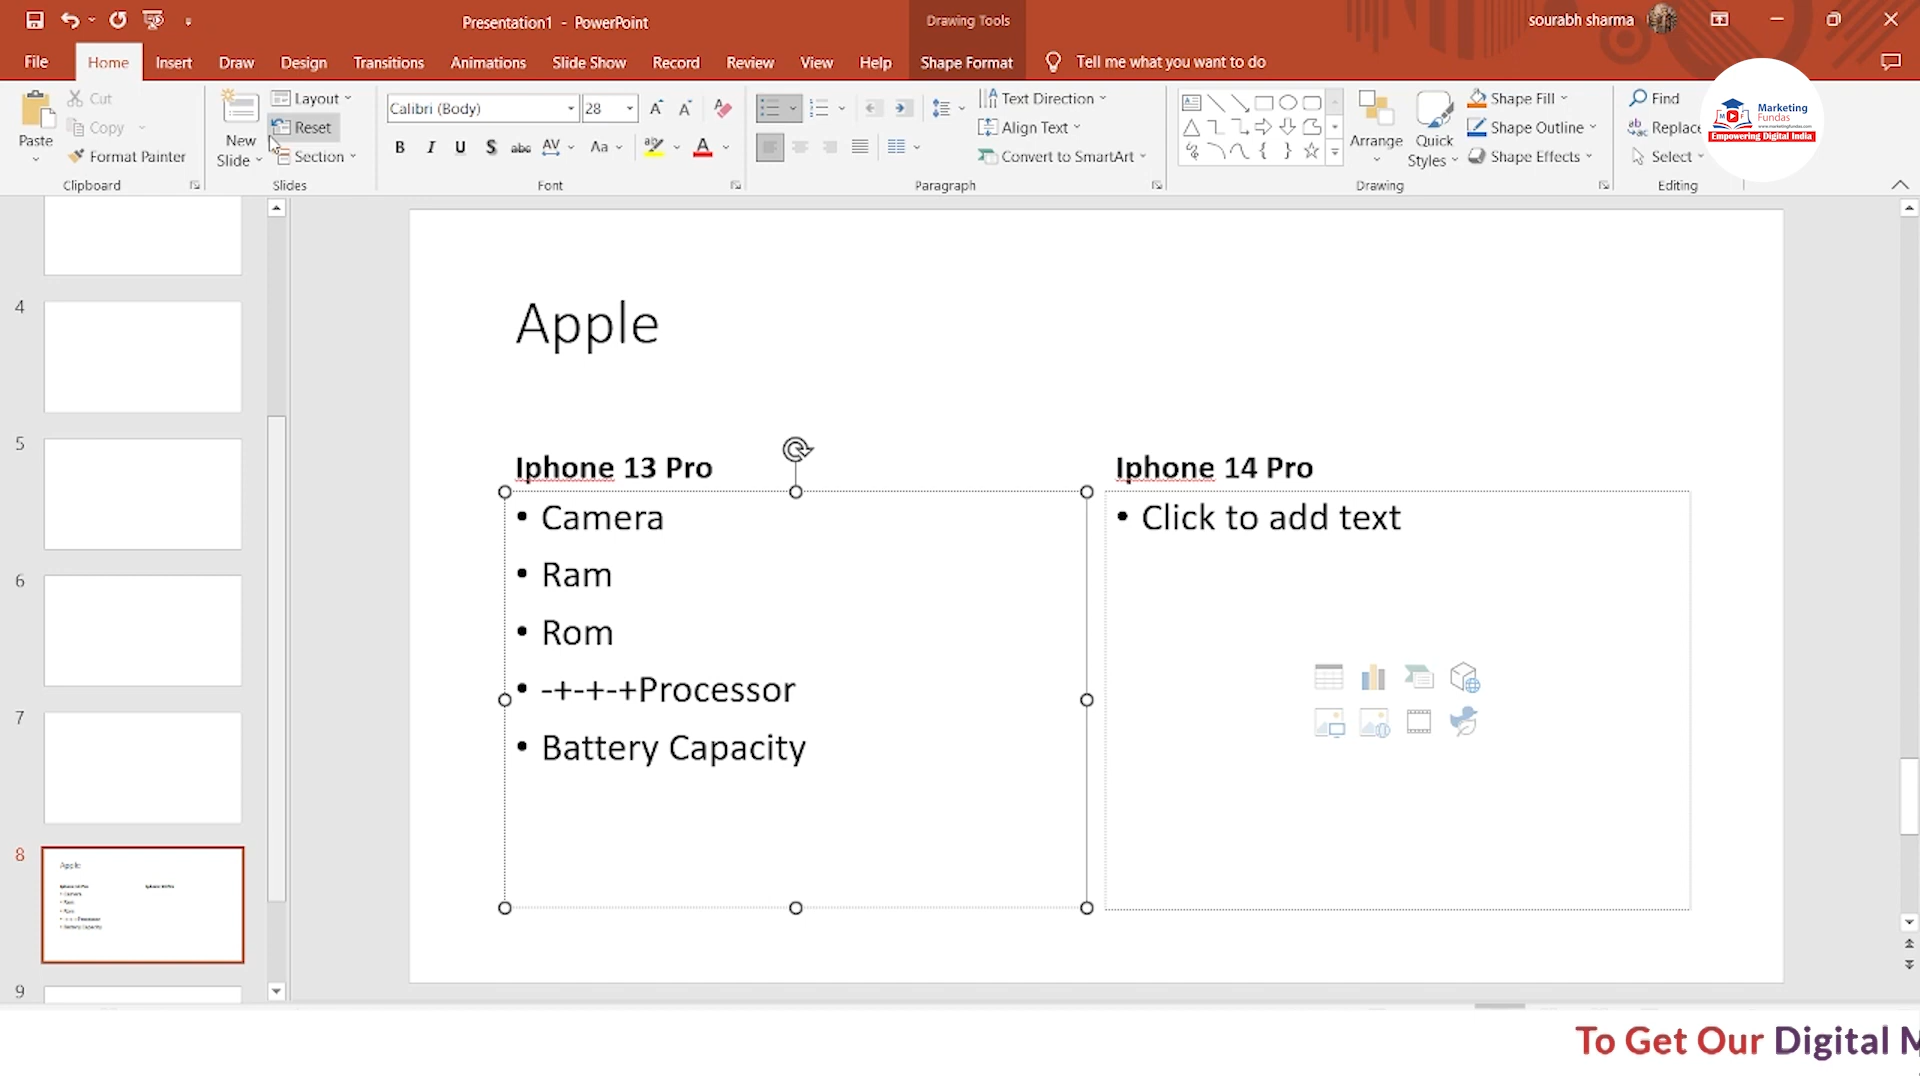 Presentation1 - PowerPoint
Drawing Tools
sourabh sharma
File Home Insert Draw Design Transitions Animations Slide Show Record Review View Help Shape Format Tell me what you want to do
Paste
Cut
Copy
Format Painter
Clipboard
New Slide
Layout
Reset
Section
Slides
Calibri (Body) 28
B I U S abc AV Aa A
Font
Text Direction
Align Text
Convert to SmartArt
Paragraph
Arrange
Quick Styles
Shape Fill
Shape Outline
Shape Effects
Drawing
Find
Replace
Select
Editing
Marketing
Fundas
Empowering Digital India
4
5
6
7
8
9
Apple
Iphone 13 Pro
• Camera
• Ram
• Rom
• -+-+-+Processor
• Battery Capacity
Iphone 14 Pro
• Click to add text
To Get Our Digital M